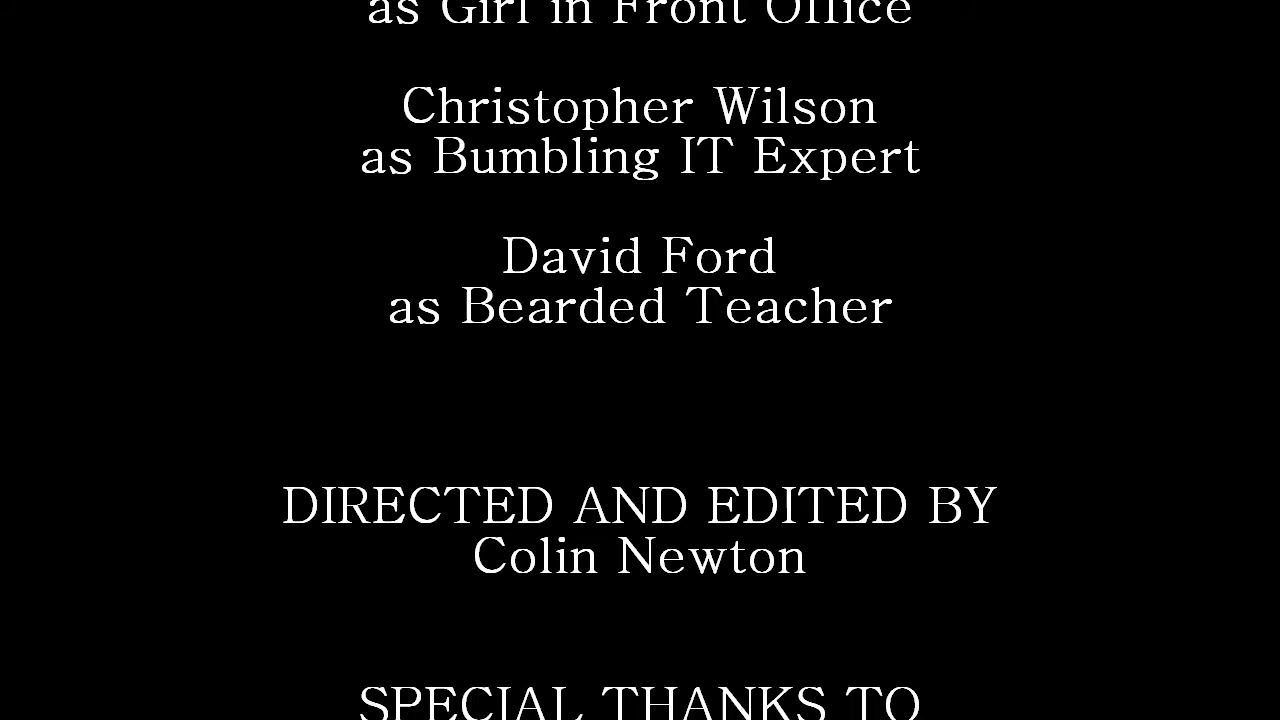 as Girl in Front Office
Christopher Wilson
as Bumbling IT Expert
David Ford
as Bearded Teacher
DIRECTED AND EDITED BY
Colin Newton
SPECIAL THANKS TO